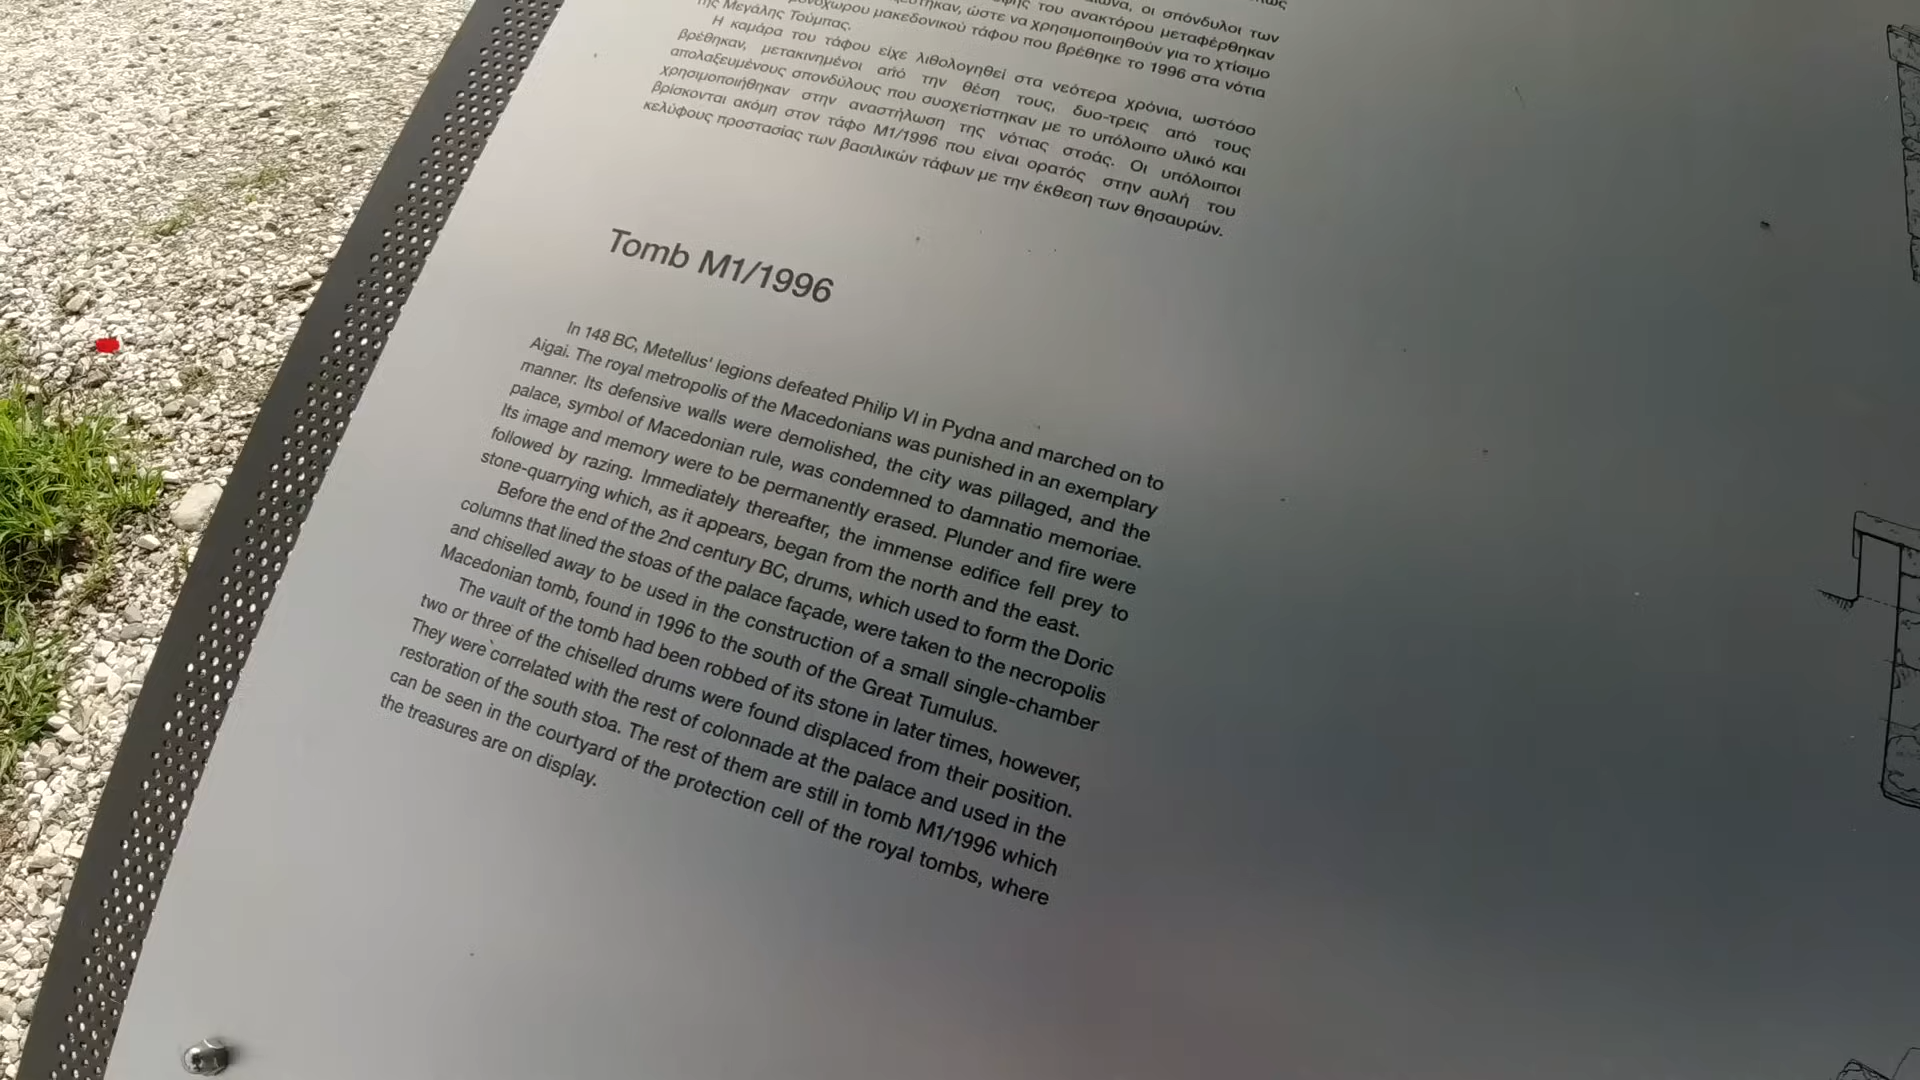 του ανακτόρου μεταφέρθηκαν
ώστε να χρησιμοποιηθούν για το χτίσιμο
μακεδονικού τάφου που βρέθηκε το 1996 στα νότια
της Μεγάλης Τούμπας.
Η καμάρα του τάφου είχε λιθολογηθεί στα νεότερα χρόνια, ωστόσο
βρέθηκαν, μετακινημένοι από την θέση τους, δυο-τρεις από τους
απολαξευμένους σπονδύλους που συσχετίστηκαν με το υπόλοιπο υλικό και
χρησιμοποιήθηκαν στην αναστήλωση της νότιας στοάς. Οι υπόλοιποι
βρίσκονται ακόμη στον τάφο Μ1/1996 που είναι ορατός στην αυλή του
κελύφους προστασίας των βασιλικών τάφων με την έκθεση των θησαυρών.
Tomb M1/1996
In 148 BC, Metellus' legions defeated Philip VI in Pydna and marched on to
Aigai. The royal metropolis of the Macedonians was punished in an exemplary
manner. Its defensive walls were demolished, the city was pillaged, and the
palace, symbol of Macedonian rule, was condemned to damnatio memoriae.
Its image and memory were to be permanently erased. Plunder and fire were
followed by razing. Immediately thereafter, the immense edifice fell prey to
stone-quarrying which, as it appears, began from the north and the east.
Before the end of the 2nd century BC, drums, which used to form the Doric
columns that lined the stoas of the palace façade, were taken to the necropolis
and chiselled away to be used in the construction of a small single-chamber
Macedonian tomb, found in 1996 to the south of the Great Tumulus.
The vault of the tomb had been robbed of its stone in later times, however,
two or three of the chiselled drums were found displaced from their position.
They were correlated with the rest of colonnade at the palace and used in the
restoration of the south stoa. The rest of them are still in tomb M1/1996 which
can be seen in the courtyard of the protection cell of the royal tombs, where
the treasures are on display.